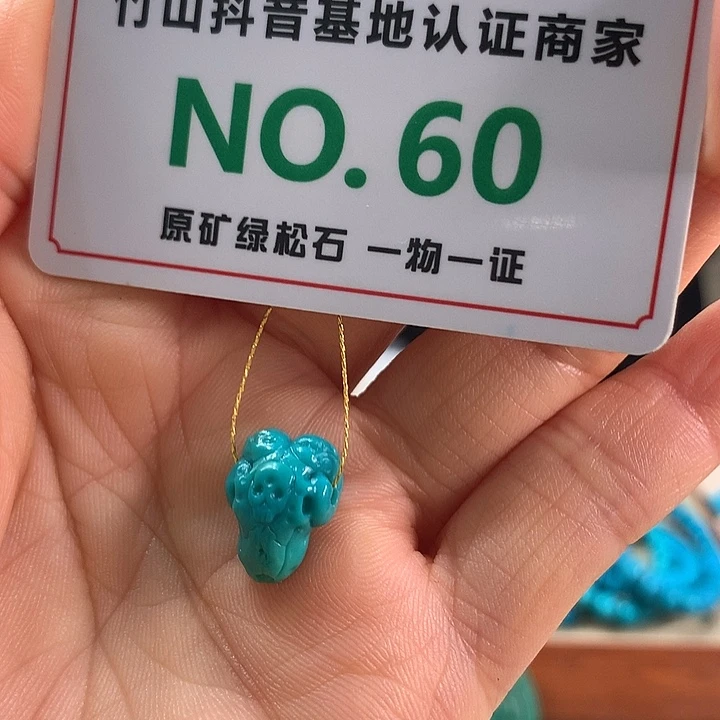 竹山抖音基地认证商家
NO. 60
原矿绿松石 一物一证